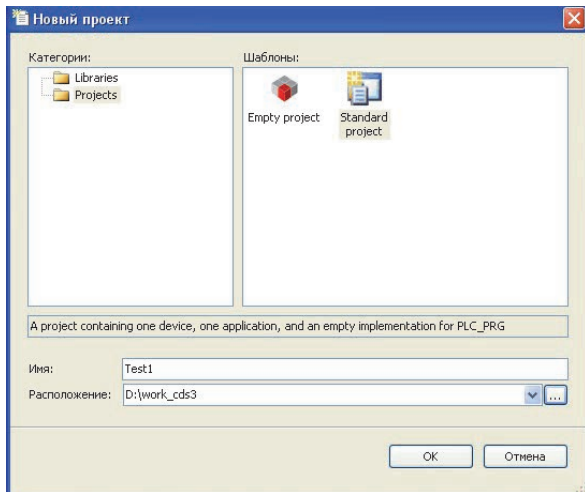 Новый проект
Категории:
Шаблоны:
Libraries
Projects
Empty project
Standard
project
A project containing one device, one application, and an empty implementation for PLC_PRG
Имя: Test1
Расположение: D:\work_cds3
...
OK
Отмена